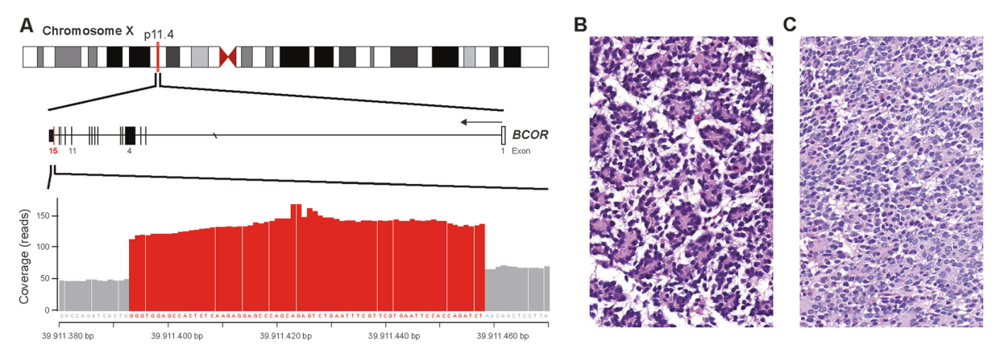 A
B
C
Chromosome X
p11.4
BCOR
15
11
4
1
Exon
Coverage (reads)
150
100
50
0
GGCCAGATCACTGGGGTGGAGCCACTCTCAAGAGGAGCCCAGCAGAGTCTGAATTTCGTTCGTGAATTCCACCAGATCTAACAGCTCCTTA
39.911.380 bp
39.911.400 bp
39.911.420 bp
39.911.440 bp
39.911.460 bp